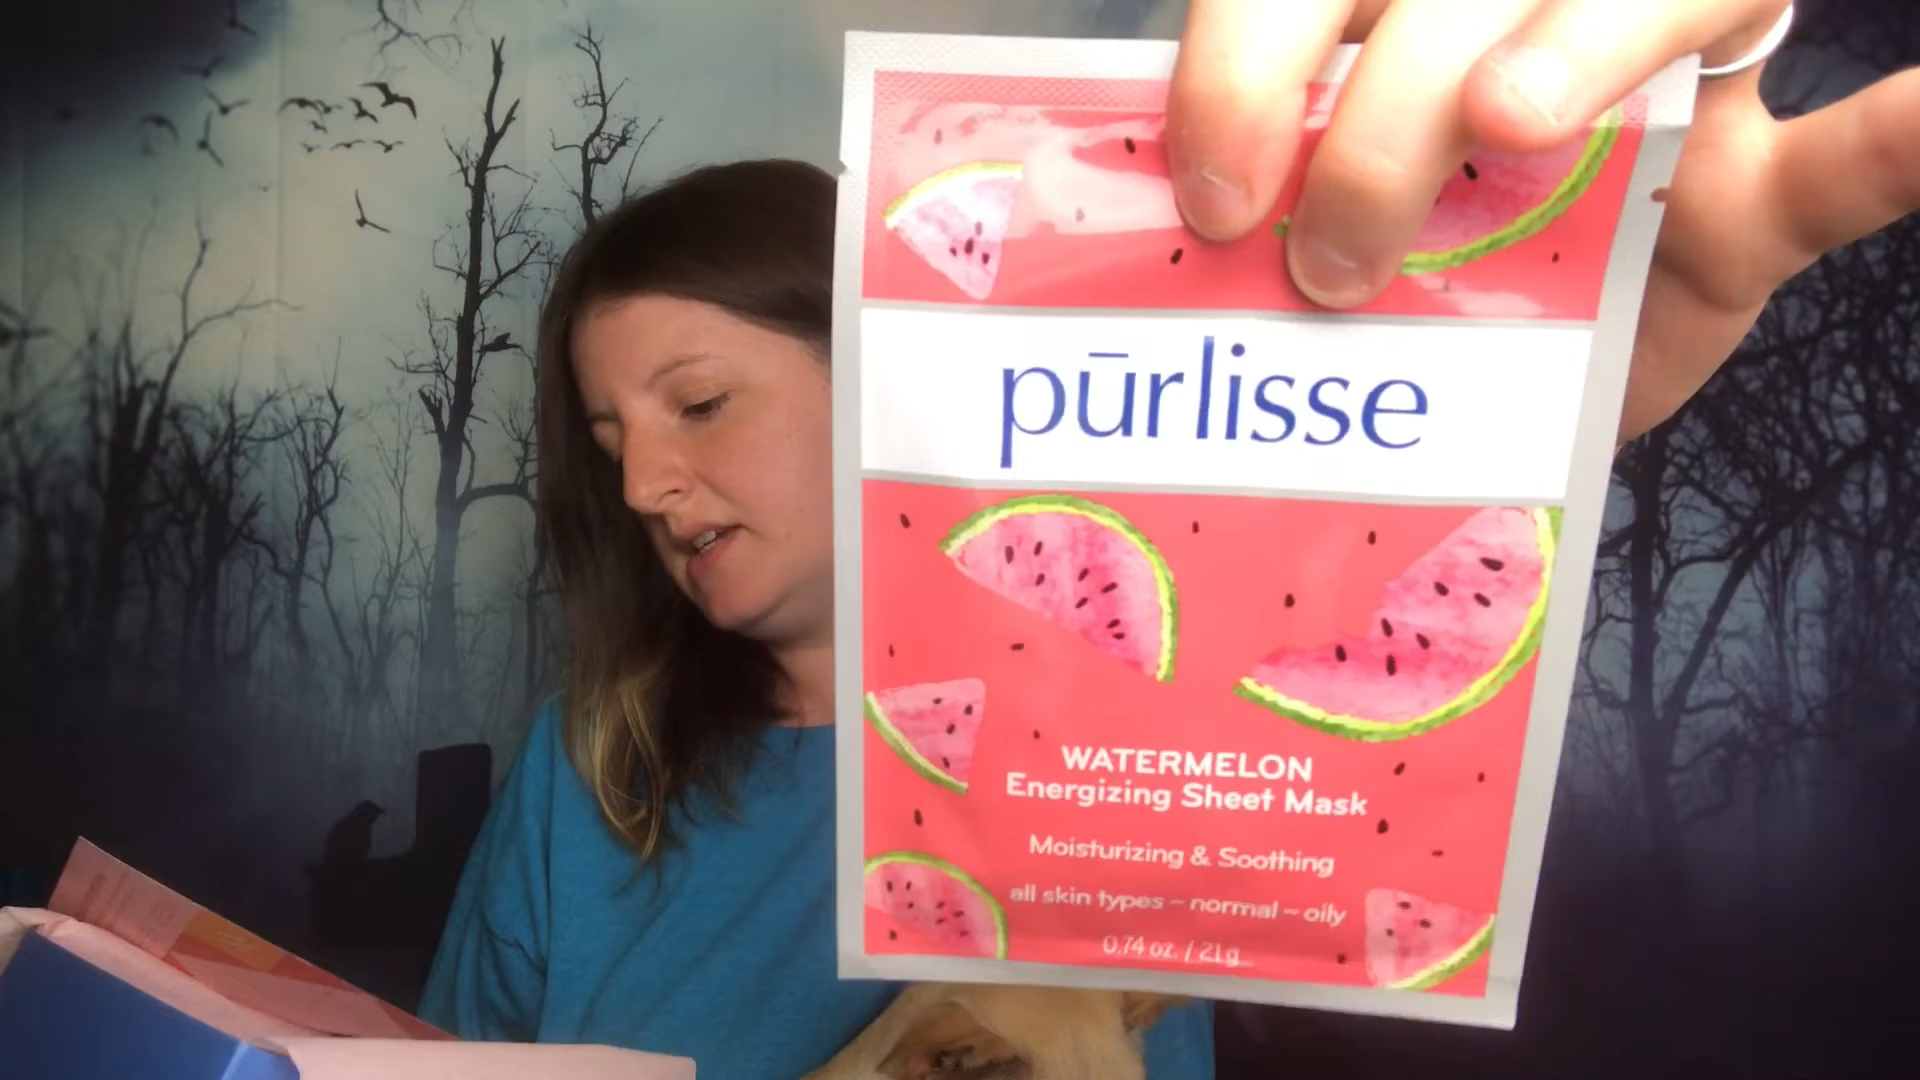 pūrlisse
WATERMELON
Energizing Sheet Mask
Moisturizing & Soothing
all skin types ~ normal ~ oily
0.74 oz. / 21g